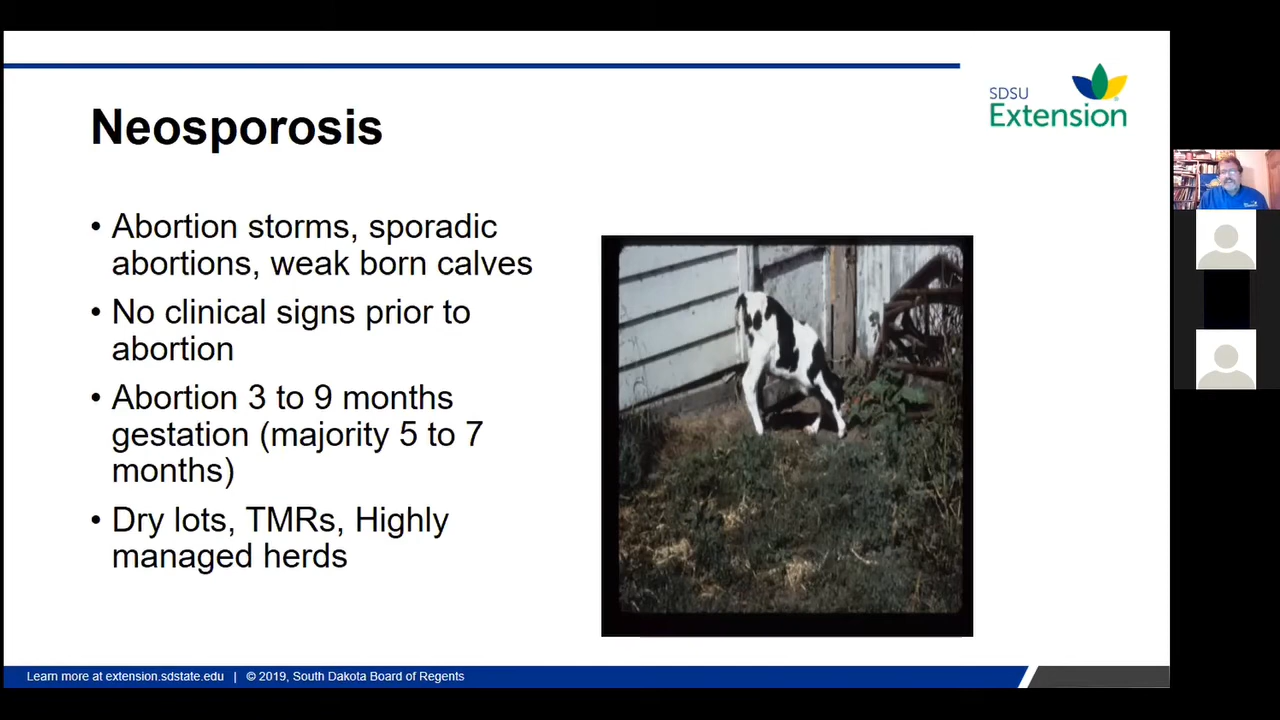 SDSU
Extension
Neosporosis
• Abortion storms, sporadic
abortions, weak born calves
• No clinical signs prior to
abortion
• Abortion 3 to 9 months
gestation (majority 5 to 7
months)
• Dry lots, TMRs, Highly
managed herds
Learn more at extension.sdstate.edu | © 2019, South Dakota Board of Regents